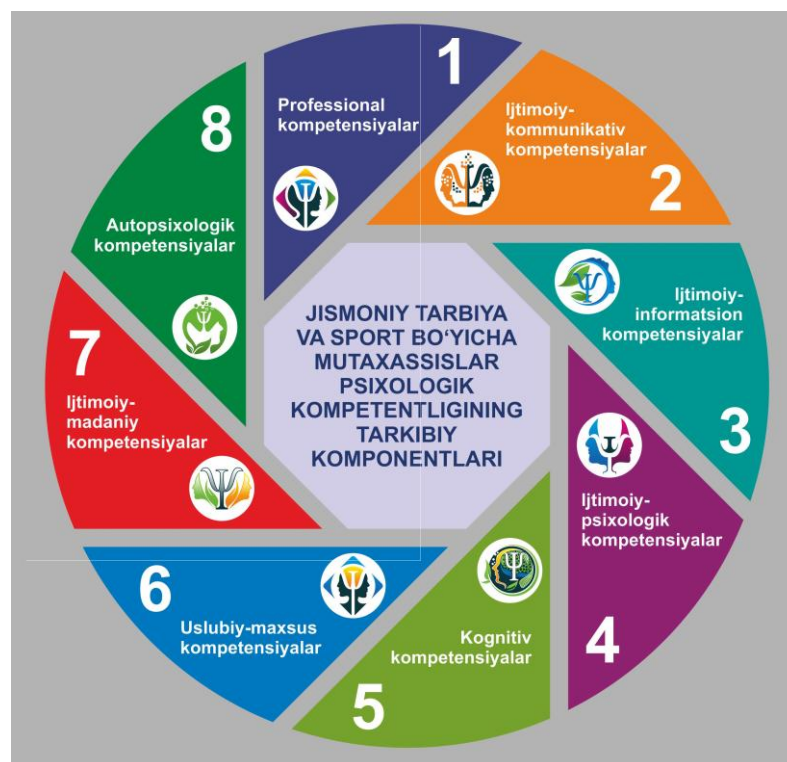 JISMONIY TARBIYA
VA SPORT BO‘YICHA
MUTAXASSISLAR
PSIXOLOGIK
KOMPETENTLIGINING
TARKIBIY
KOMPONENTLARI
1
Professional
kompetensiyalar
Ijtimoiy-
kommunikativ
kompetensiyalar
2
Ijtimoiy-
informatsion
kompetensiyalar
3
Ijtimoiy-
psixologik
kompetensiyalar
4
Kognitiv
kompetensiyalar
5
6
Uslubiy-maxsus
kompetensiyalar
7
Ijtimoiy-
madaniy
kompetensiyalar
8
Autopsixologik
kompetensiyalar